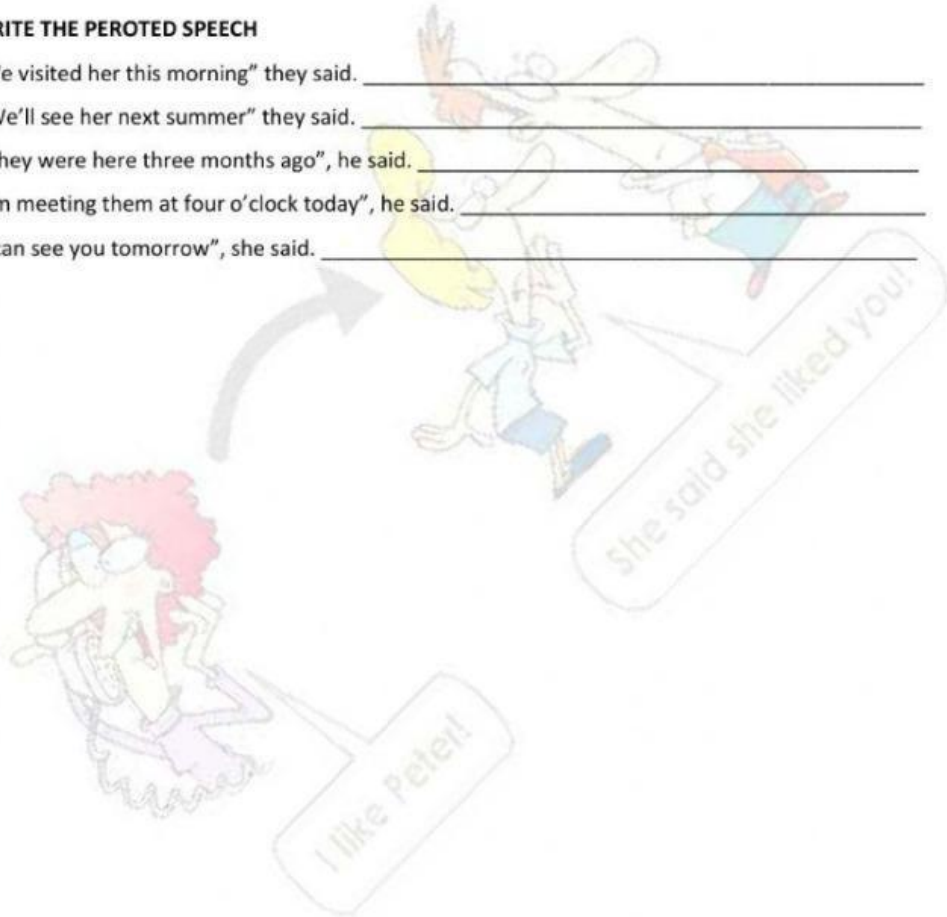 RITE THE PEROTED SPEECH
e visited her this morning” they said.
e'll see her next summer” they said.
hey were here three months ago”, he said.
m meeting them at four o'clock today”, he said.
can see you tomorrow”, she said.
She said she liked you!
I like Peter!